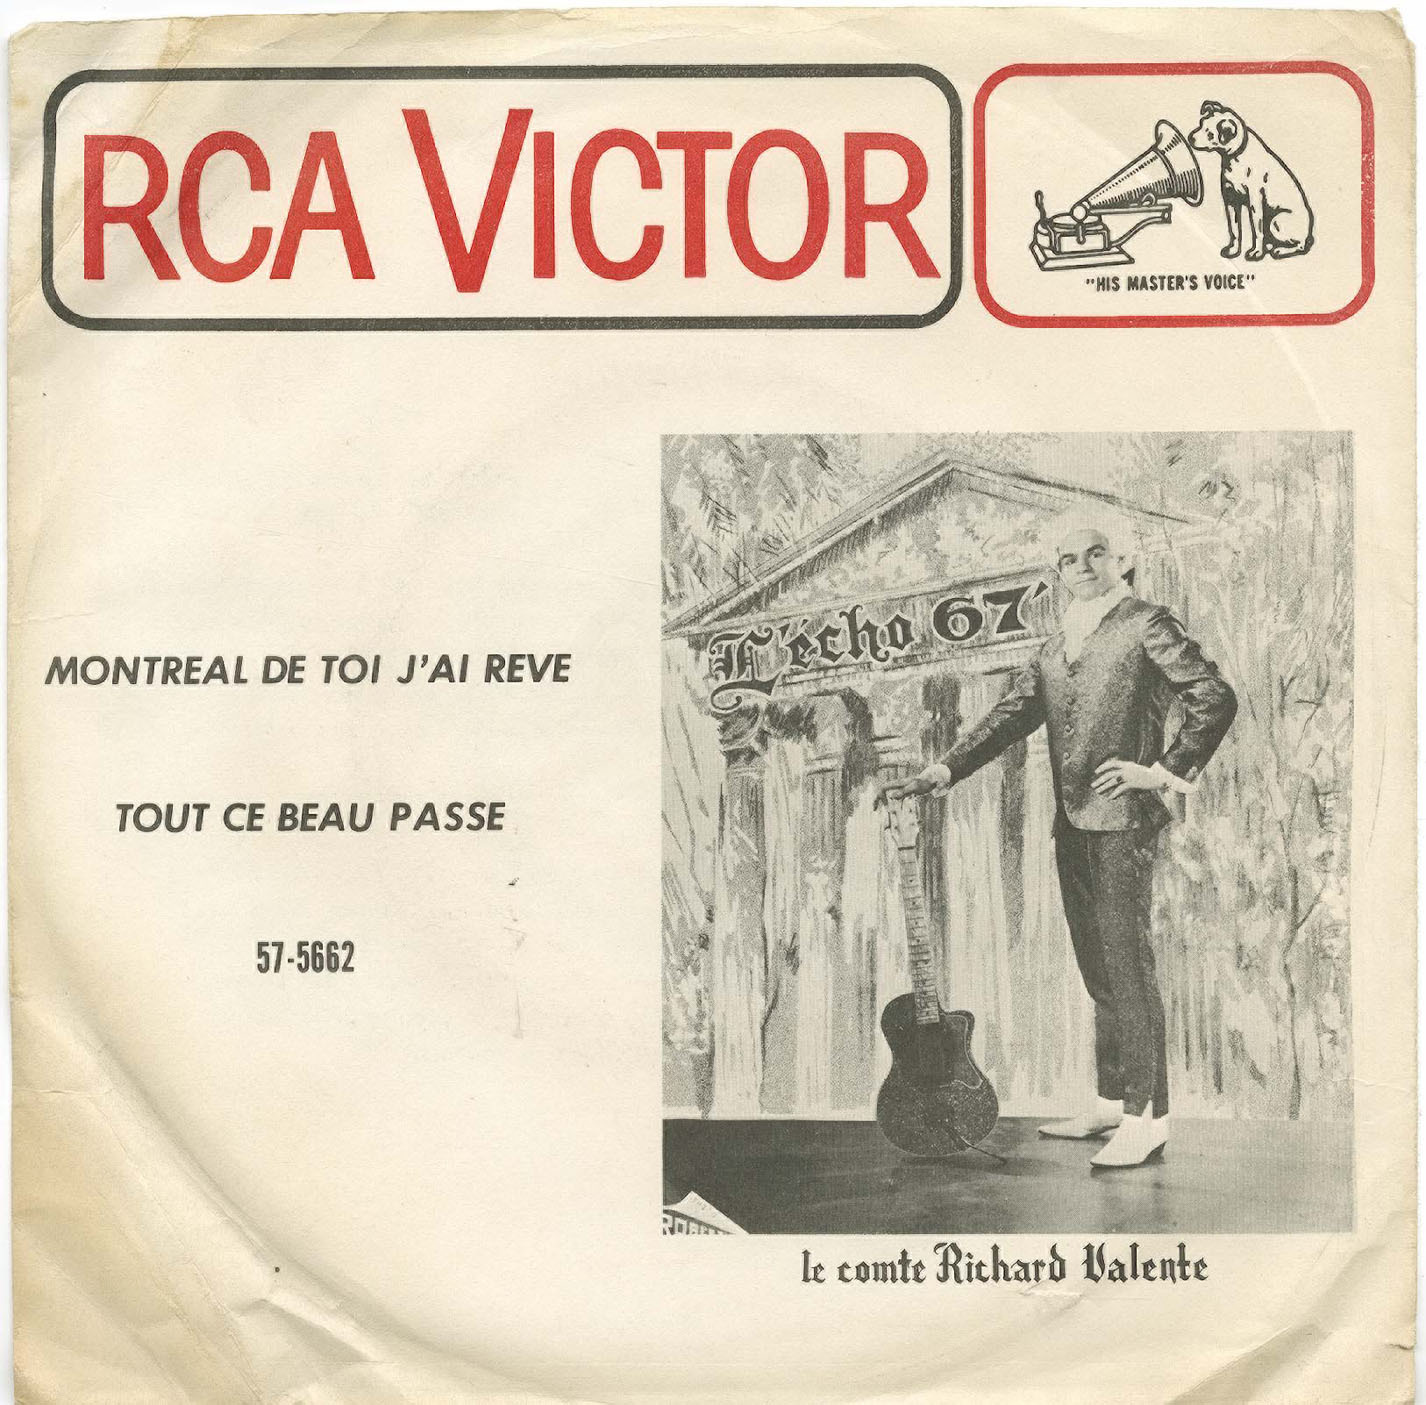 RCA VICTOR
"HIS MASTER'S VOICE"
MONTREAL DE TOI J'AI REVE
TOUT CE BEAU PASSE
57-5662
L'écho 67'
le comte Richard Valente